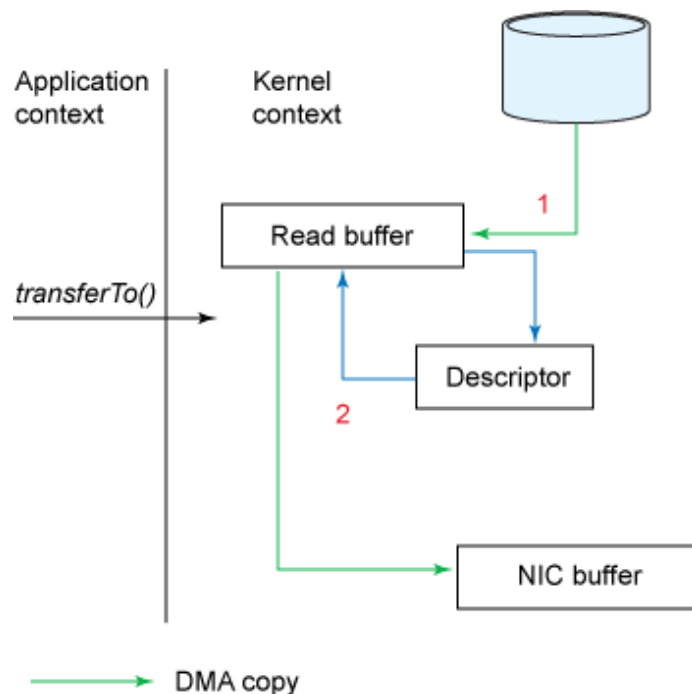 Application
context
Kernel
context
1
Read buffer
transferTo()
Descriptor
2
NIC buffer
DMA copy